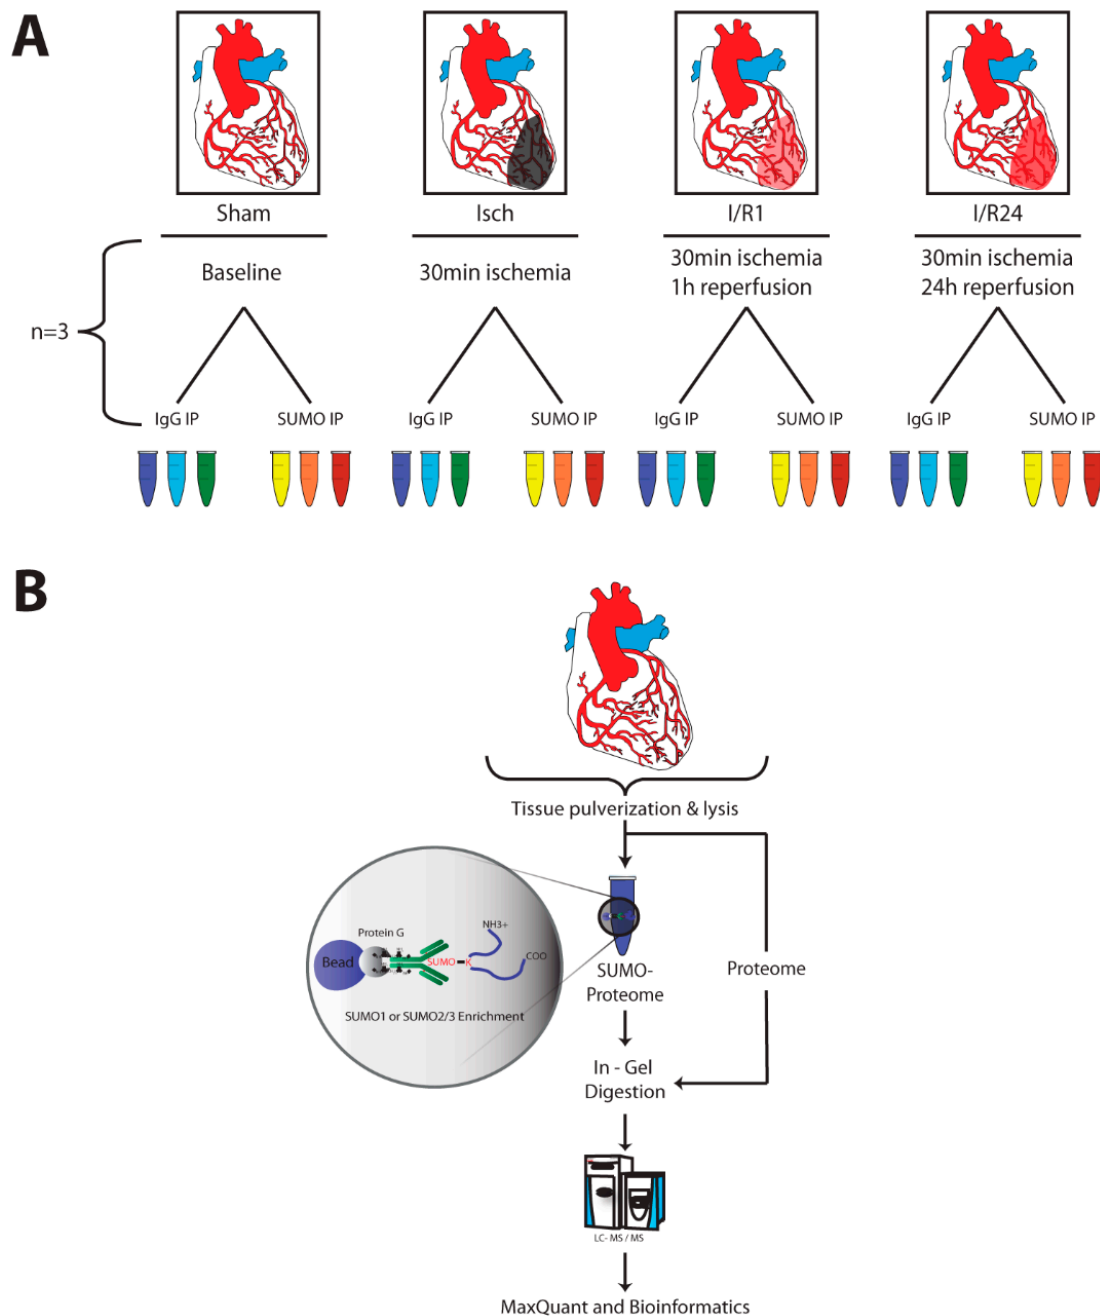 A
Sham
Isch
I/R1
I/R24
Baseline
30min ischemia
30min ischemia
1h reperfusion
30min ischemia
24h reperfusion
n=3
IgG IP
SUMO IP
IgG IP
SUMO IP
IgG IP
SUMO IP
IgG IP
SUMO IP
B
Tissue pulverization & lysis
NH3+
Protein G
Bead
SUMO
K
COO
SUMO1 or SUMO2/3 Enrichment
SUMO-
Proteome
Proteome
In - Gel
Digestion
LC- MS / MS
MaxQuant and Bioinformatics